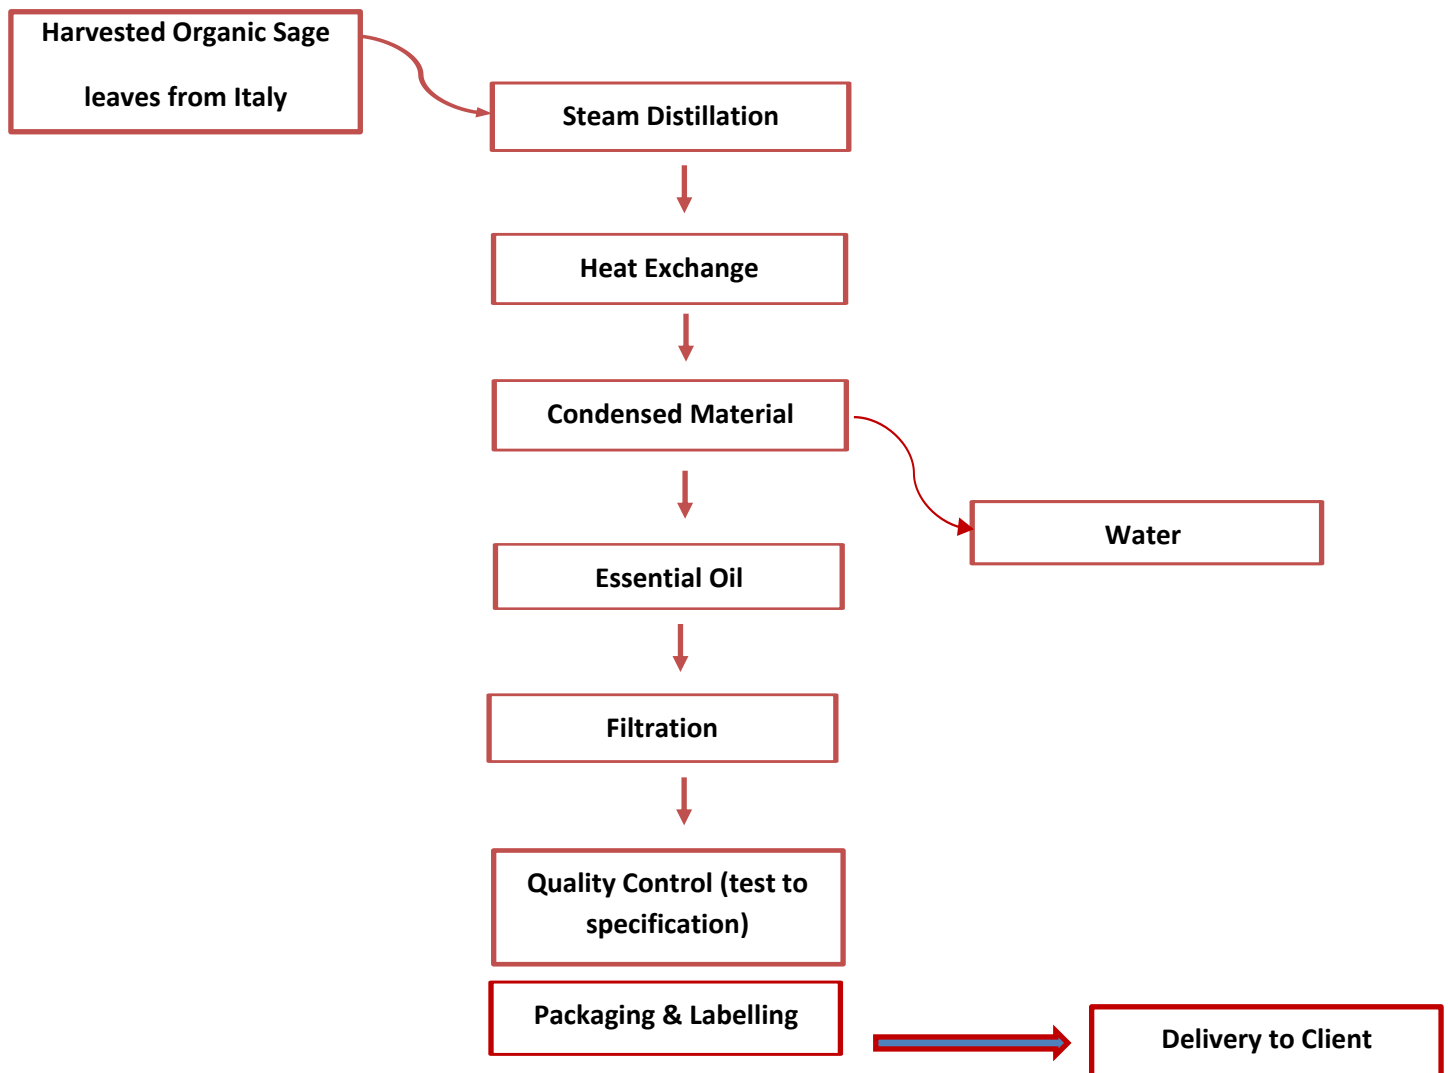 Harvested Organic Sage
leaves from Italy
Steam Distillation
Heat Exchange
Condensed Material
Water
Essential Oil
Filtration
Quality Control (test to
specification)
Packaging & Labelling
Delivery to Client